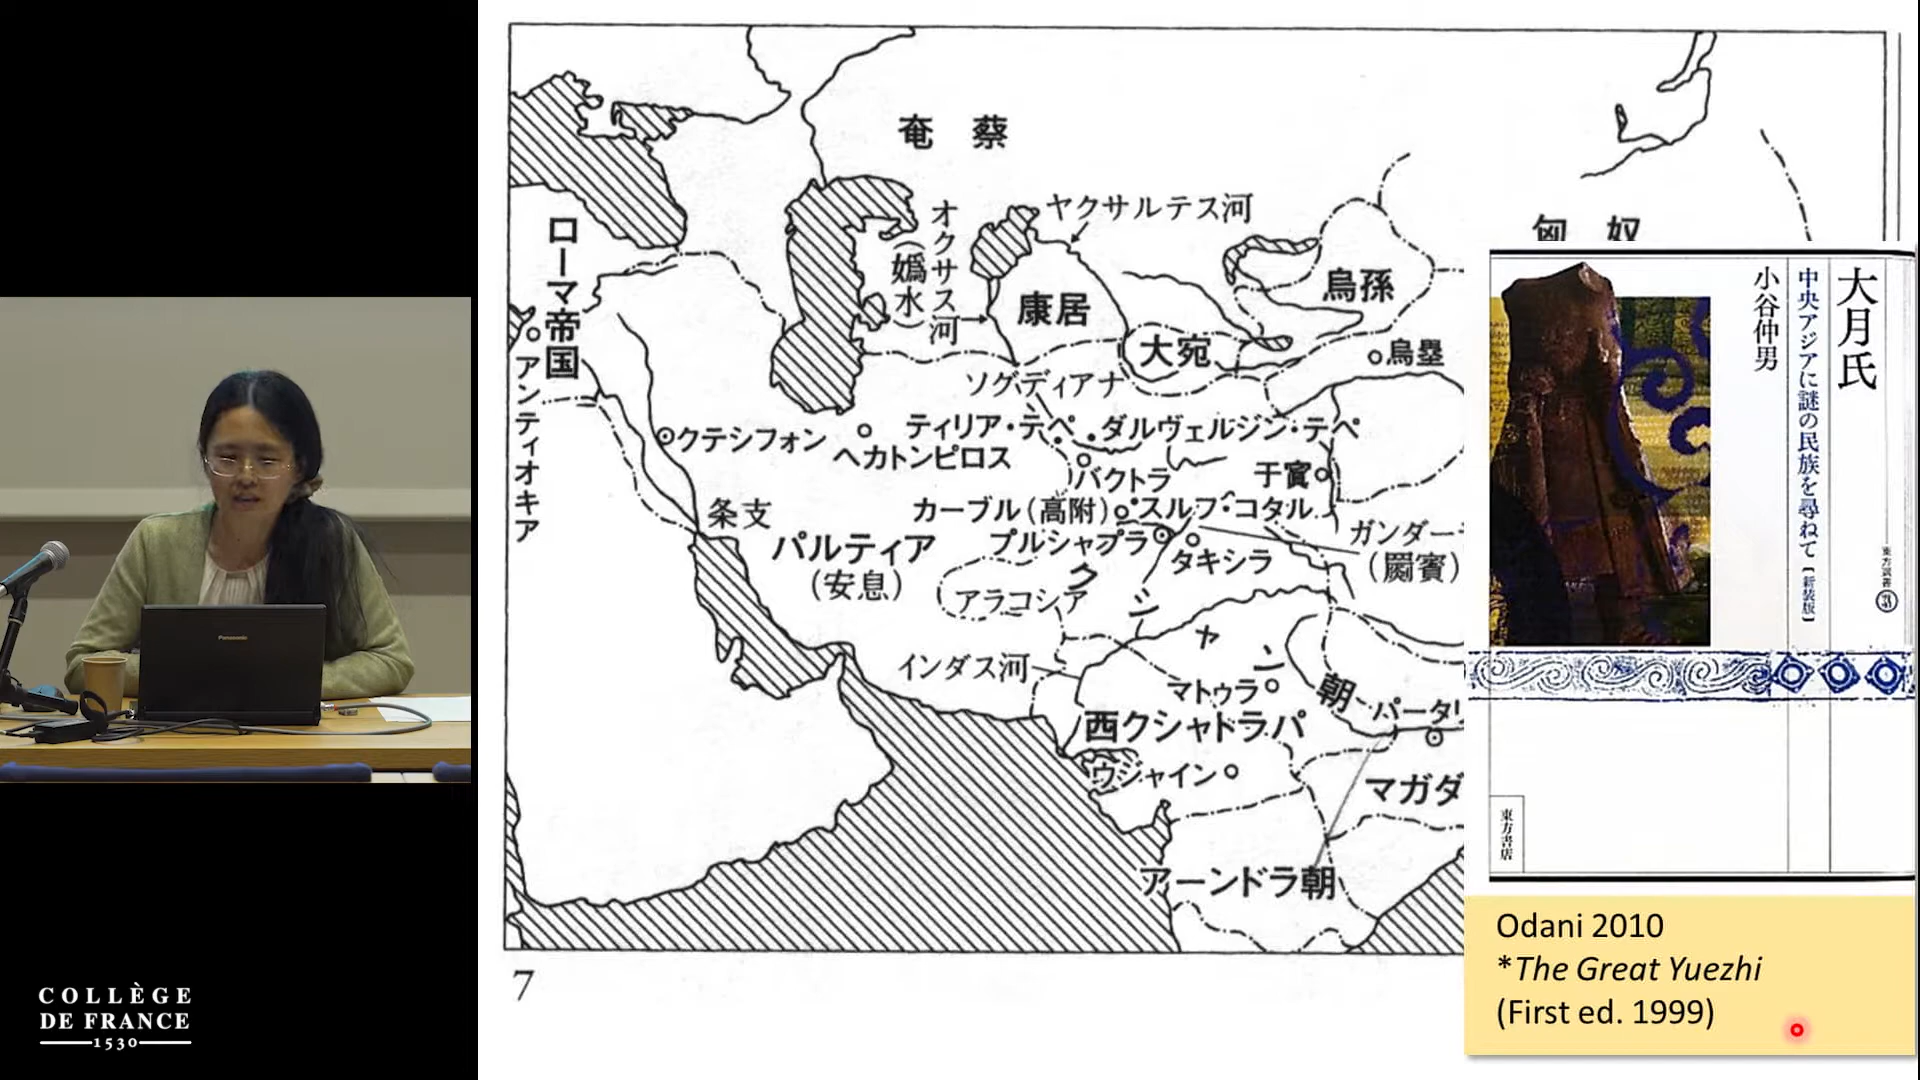 奄蔡
ヤクサルテス河
オクサス河
(嬀水)
匈奴
ローマ帝国
康居
烏孫
大宛
烏塁
アンティオキア
ソグディアナ
クテシフォン
ヘカトンピロス
ティリア・テペ
ダルヴェルジン・テペ
バクトラ
于窴
カーブル(高附)
スルフ・コタル
条支
パルティア
(安息)
プルシャプラ
タキシラ
ガンダー
(罽賓)
アラコシア
クシャン朝
インダス河
マトゥラ
パータリ
西クシャトラパ
ウジャイン
マガダ
アーンドラ朝
7
大月氏
中央アジアに謎の民族を尋ねて[新装版]
小谷仲男
東方選書
東方書店
Odani 2010
*The Great Yuezhi
(First ed. 1999)
Panasonic
COLLÈGE
DE FRANCE
1530